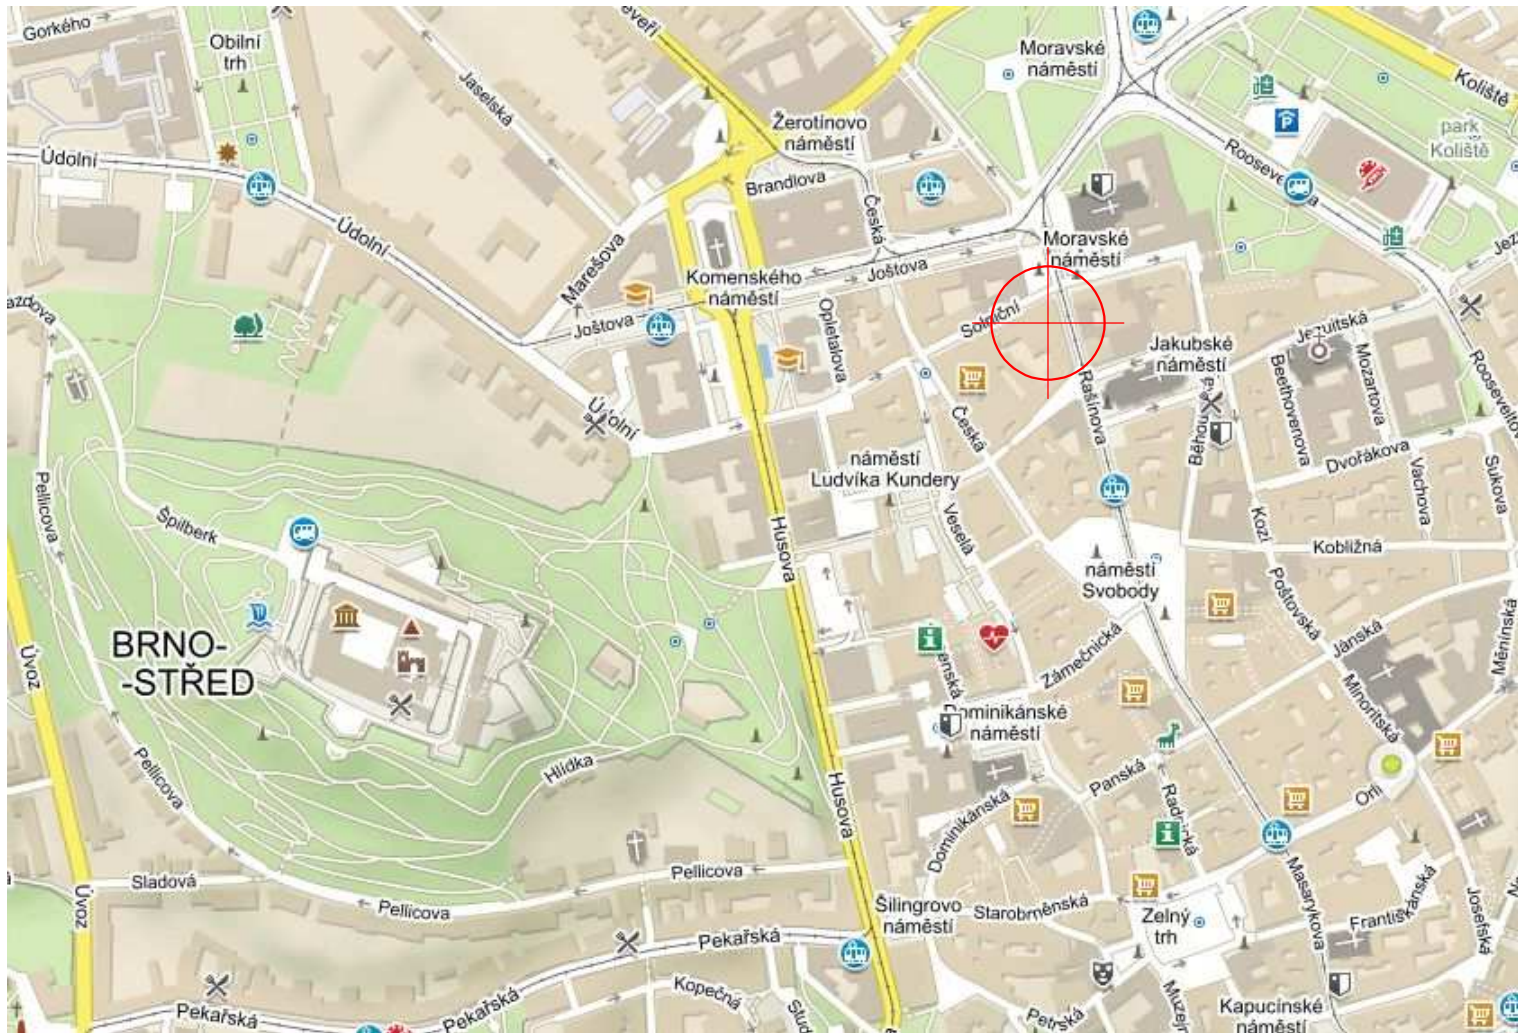 Gorkého
Obilní
trh
Jaselská
Moravské
náměstí
Koliště
Žerotínovo
náměstí
park
Koliště
Údolní
Brandlova
Česká
Údolní
Marešova
Moravské
náměstí
Komenského
náměstí
Joštova
Joštova
Opletalova
Solniční
Jakubské
náměstí
Jezuitská
Beethovenova
Mozartova
Údolní
Česká
Rašínova
Dvořákova
Vachova
Sukova
náměstí
Ludvíka Kundery
Pellicova
Špilberk
Husova
Veselá
Kozí
Kobližná
náměstí
Svobody
Poštovská
Jánská
Měnínská
BRNO-
-STŘED
Úvoz
Zámečnická
Minoritská
Dominikánské
náměstí
Pellicova
Hlídka
Panská
Husova
Dominikánská
Orlí
Sladová
Úvoz
Pellicova
Pellicova
Šilingrovo
náměstí
Starobrněnská
Zelný
trh
Masarykova
Františkánská
Josefská
Pekařská
Pekařská
Kopečná
Pekařská
Petrská
Kapucínské
náměstí